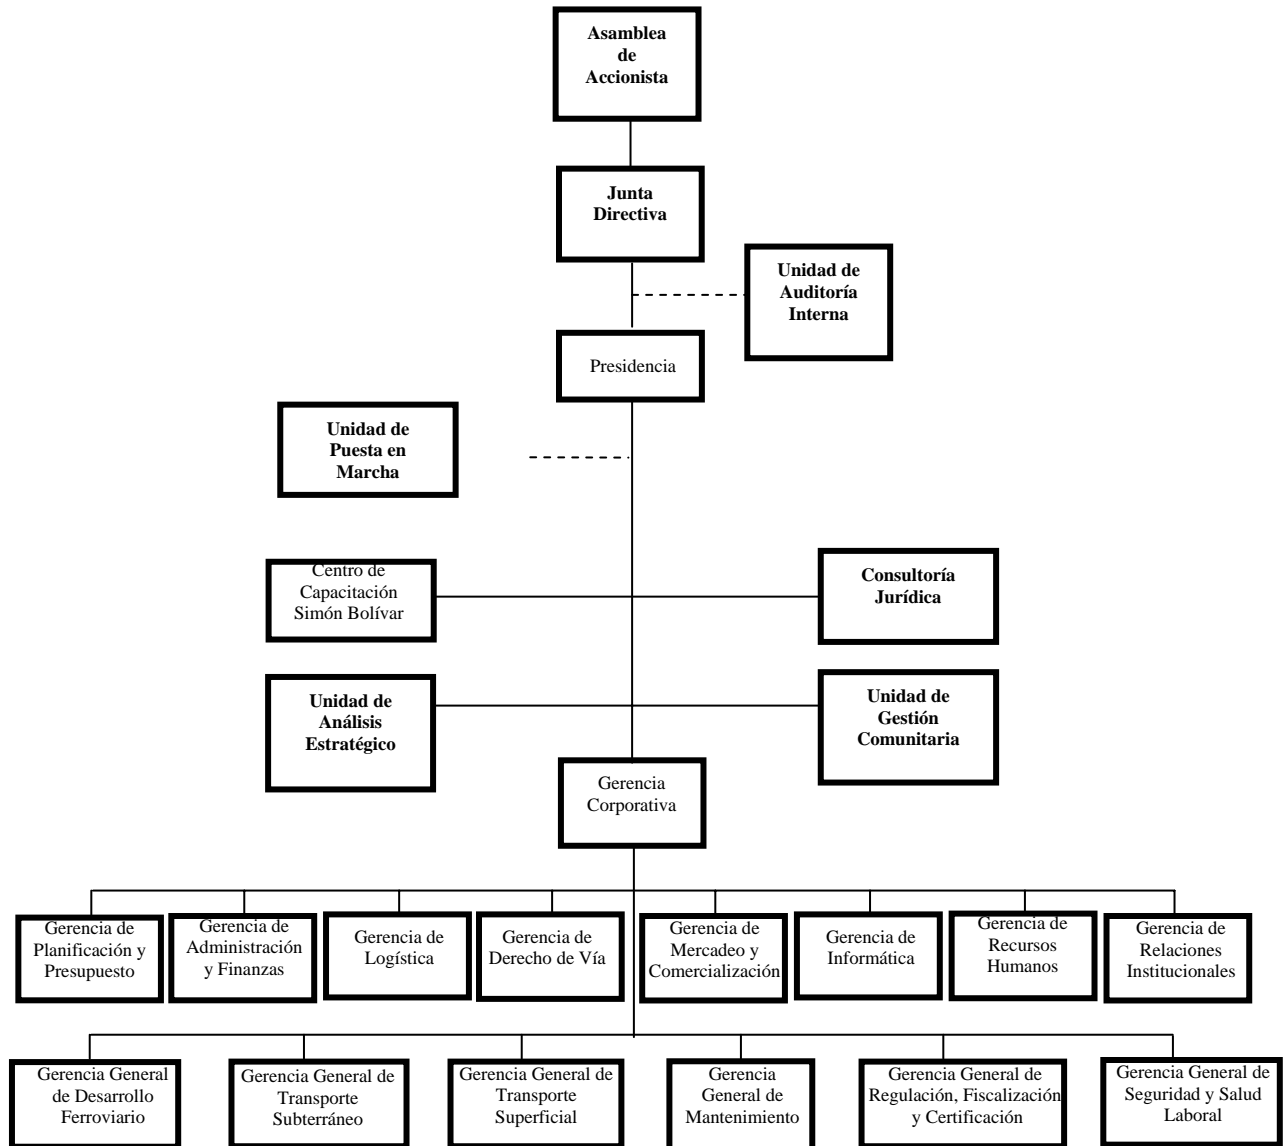 Asamblea
de
Accionista
Junta
Directiva
Unidad de
Auditoría
Interna
Presidencia
Unidad de
Puesta en
Marcha
Centro de
Capacitación
Simón Bolívar
Consultoría
Jurídica
Unidad de
Análisis
Estratégico
Unidad de
Gestión
Comunitaria
Gerencia
Corporativa
Gerencia de
Planificación y
Presupuesto
Gerencia de
Administración
y Finanzas
Gerencia de
Logística
Gerencia de
Derecho de Vía
Gerencia de
Mercadeo y
Comercialización
Gerencia de
Informática
Gerencia de
Recursos
Humanos
Gerencia de
Relaciones
Institucionales
Gerencia General
de Desarrollo
Ferroviario
Gerencia General de
Transporte
Subterráneo
Gerencia General de
Transporte
Superficial
Gerencia
General de
Mantenimiento
Gerencia General de
Regulación, Fiscalización
y Certificación
Gerencia General de
Seguridad y Salud
Laboral